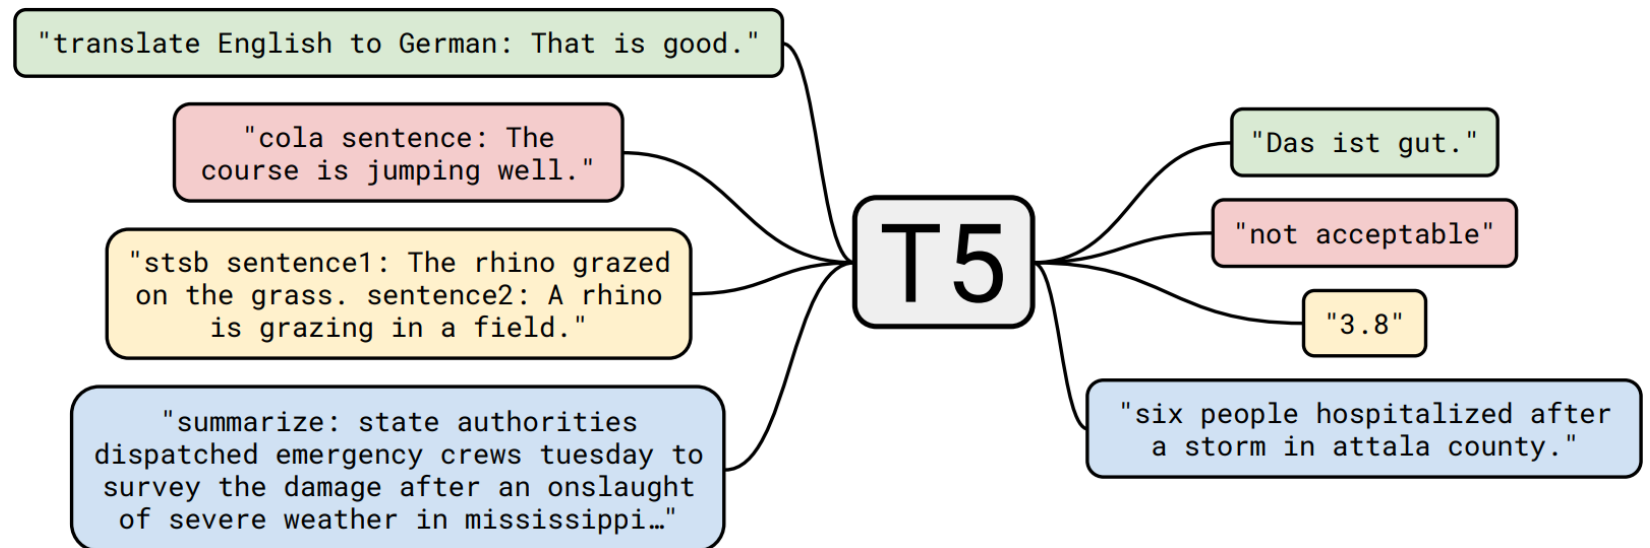 "translate English to German: That is good."
"cola sentence: The
course is jumping well."
"stsb sentence1: The rhino grazed
on the grass. sentence2: A rhino
is grazing in a field."
"summarize: state authorities
dispatched emergency crews tuesday to
survey the damage after an onslaught
of severe weather in mississippi…"
T5
"Das ist gut."
"not acceptable"
"3.8"
"six people hospitalized after
a storm in attala county."